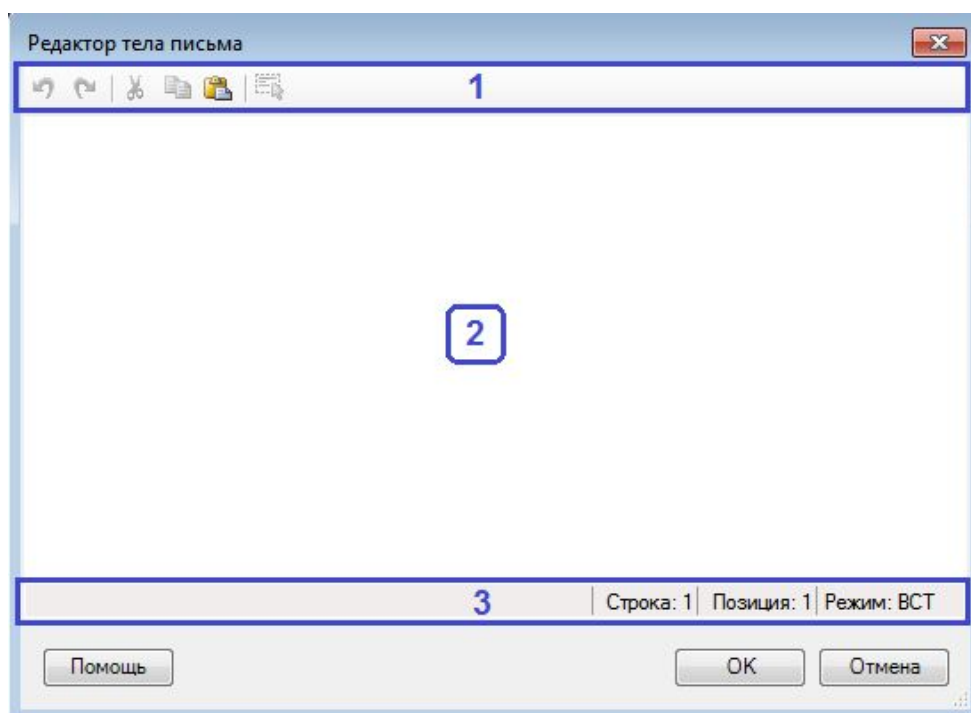 Редактор тела письма
1
2
3
Строка: 1 Позиция: 1 Режим: ВСТ
Помощь OK Отмена